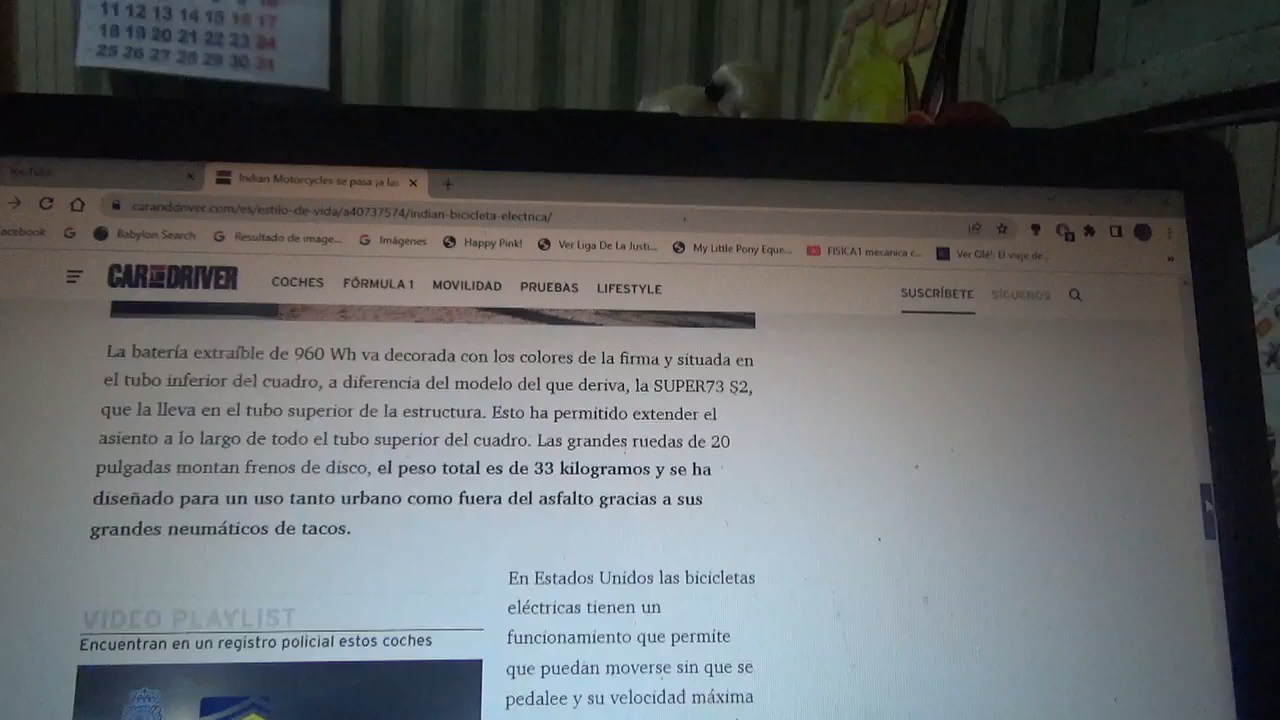 11 12 13 14 15 16 17
18 19 20 21 22 23 24
25 26 27 28 29 30 31
YouTube
Indian Motorcycles se pasa ¡a las
caranddriver.com/es/estilo-de-vida/a40737574/indian-bicicleta-electrica/
acebook
Babylon Search
Resultado de image...
Imágenes
Happy Pink!
Ver Liga De La Justi...
My Little Pony Eque...
FISICA1 mecanica c...
Ver Olé!: El viaje de...
CAR AND DRIVER COCHES FÓRMULA 1 MOVILIDAD PRUEBAS LIFESTYLE SUSCRÍBETE SÍGUENOS
La batería extraíble de 960 Wh va decorada con los colores de la firma y situada en
el tubo inferior del cuadro, a diferencia del modelo del que deriva, la SUPER73 S2,
que la lleva en el tubo superior de la estructura. Esto ha permitido extender el
asiento a lo largo de todo el tubo superior del cuadro. Las grandes ruedas de 20
pulgadas montan frenos de disco, el peso total es de 33 kilogramos y se ha
diseñado para un uso tanto urbano como fuera del asfalto gracias a sus
grandes neumáticos de tacos.
VIDEO PLAYLIST
Encuentran en un registro policial estos coches
En Estados Unidos las bicicletas
eléctricas tienen un
funcionamiento que permite
que puedan moverse sin que se
pedalee y su velocidad máxima